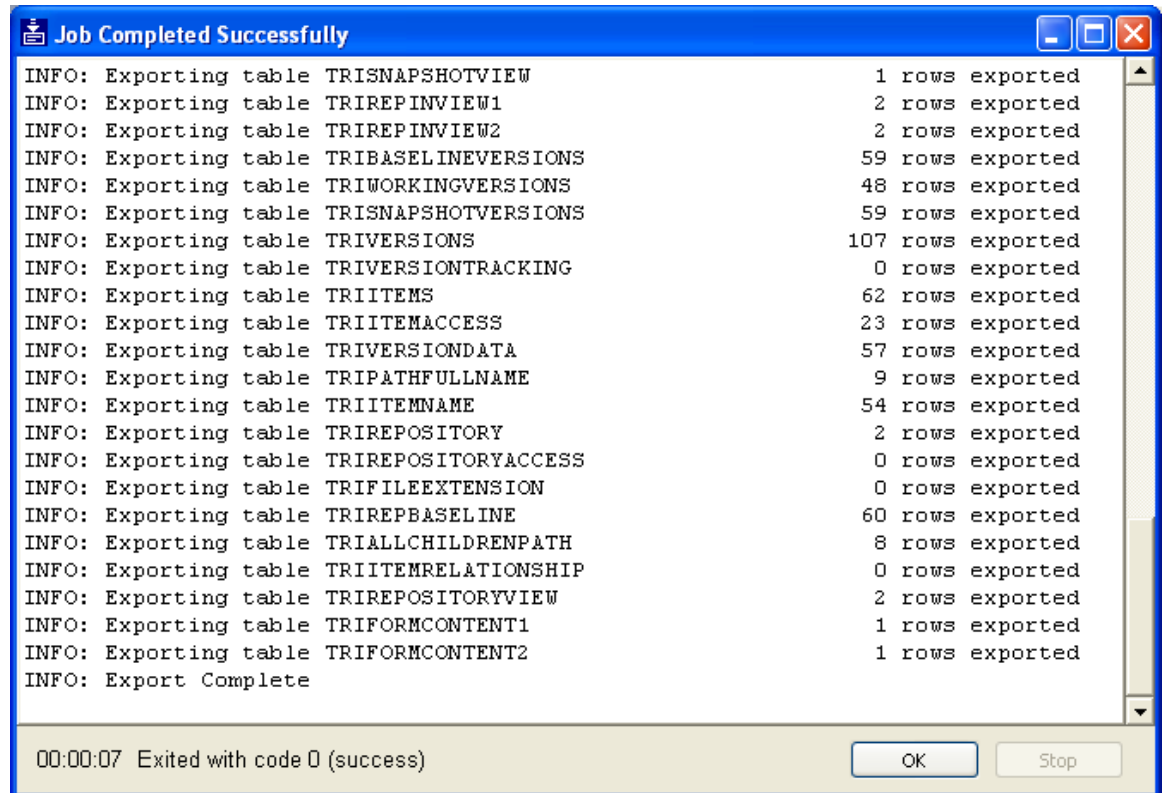 Job Completed Successfully
INFO: Exporting table TRISNAPSHOTVIEW 1 rows exported
INFO: Exporting table TRIREPINVIEW1 2 rows exported
INFO: Exporting table TRIREPINVIEW2 2 rows exported
INFO: Exporting table TRIBASELINEVERSIONS 59 rows exported
INFO: Exporting table TRIWORKINGVERSIONS 48 rows exported
INFO: Exporting table TRISNAPSHOTVERSIONS 59 rows exported
INFO: Exporting table TRIVERSIONS 107 rows exported
INFO: Exporting table TRIVERSIONTRACKING 0 rows exported
INFO: Exporting table TRIITEMS 62 rows exported
INFO: Exporting table TRIITEMACCESS 23 rows exported
INFO: Exporting table TRIVERSIONDATA 57 rows exported
INFO: Exporting table TRIPATHFULLNAME 9 rows exported
INFO: Exporting table TRIITEMNAME 54 rows exported
INFO: Exporting table TRIREPOSITORY 2 rows exported
INFO: Exporting table TRIREPOSITORYACCESS 0 rows exported
INFO: Exporting table TRIFILEEXTENSION 0 rows exported
INFO: Exporting table TRIREPBASELINE 60 rows exported
INFO: Exporting table TRIALLCHILDRENPATH 8 rows exported
INFO: Exporting table TRIITEMRELATIONSHIP 0 rows exported
INFO: Exporting table TRIREPOSITORYVIEW 2 rows exported
INFO: Exporting table TRIFORMCONTENT1 1 rows exported
INFO: Exporting table TRIFORMCONTENT2 1 rows exported
INFO: Export Complete
00:00:07 Exited with code 0 (success) OK Stop